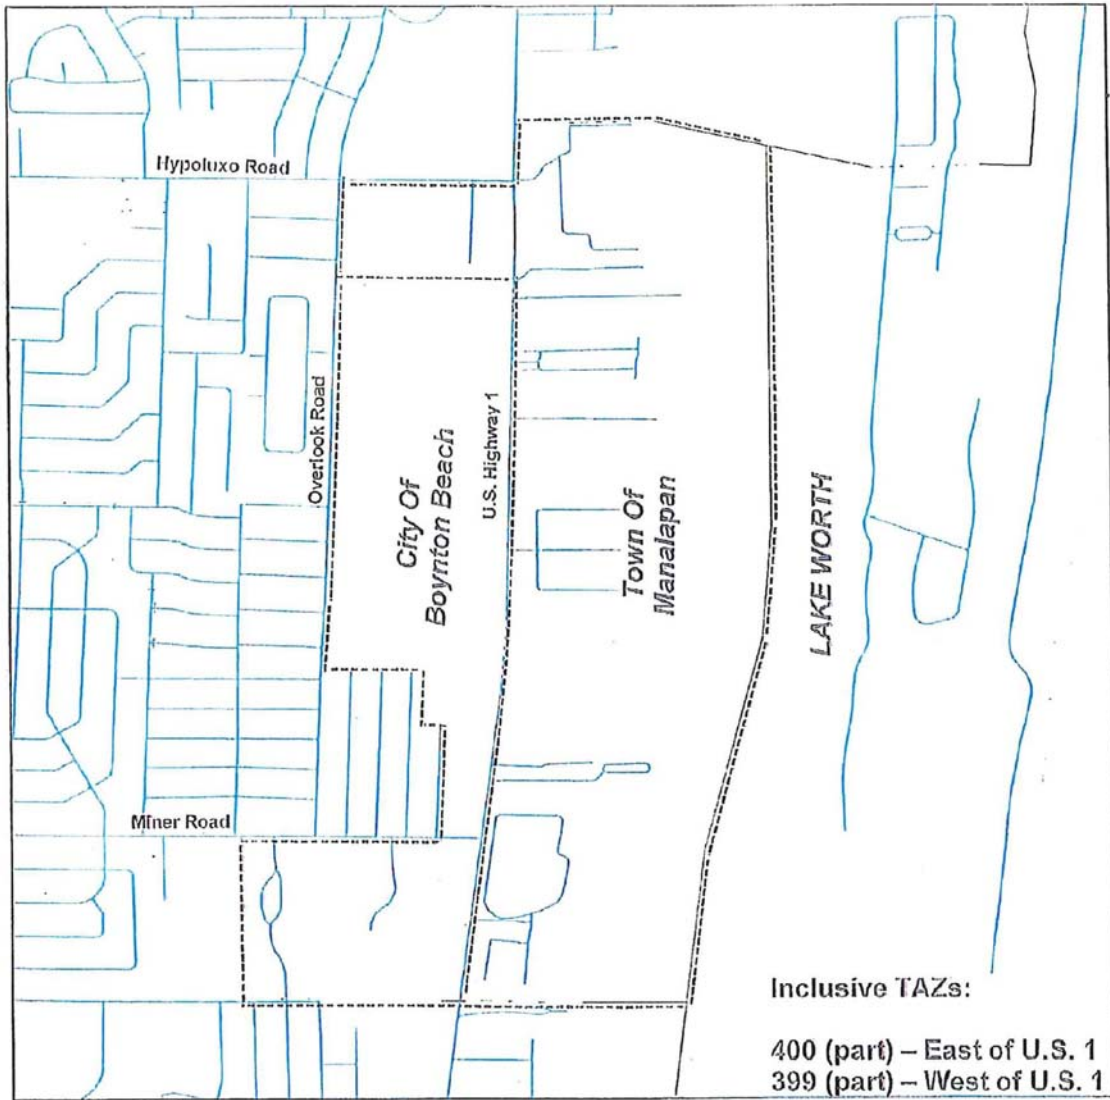 Hypoluxo Road
Overlook Road
City Of
Boynton Beach
U.S. Highway 1
Town Of
Manalapan
LAKE WORTH
Miner Road
Inclusive TAZs:
400 (part) – East of U.S. 1
399 (part) – West of U.S. 1